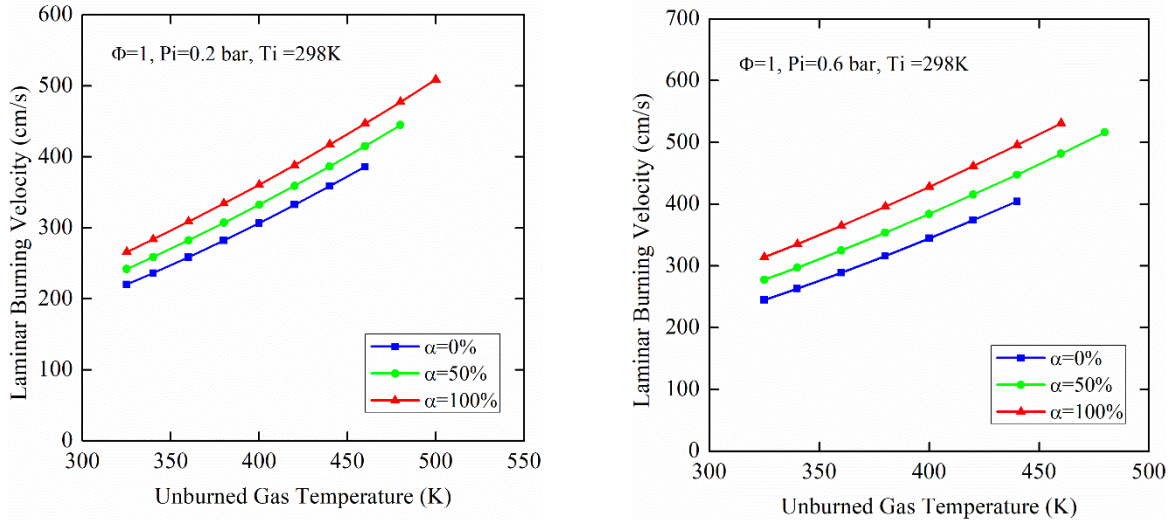 600
500
400
300
200
100
0
Laminar Burning Velocity (cm/s)
Φ=1, Pi=0.2 bar, Ti =298K
α=0%
α=50%
α=100%
300 350 400 450 500 550
Unburned Gas Temperature (K)
700
600
500
400
300
200
100
0
Laminar Burning Velocity (cm/s)
Φ=1, Pi=0.6 bar, Ti =298K
α=0%
α=50%
α=100%
300 350 400 450 500
Unburned Gas Temperature (K)